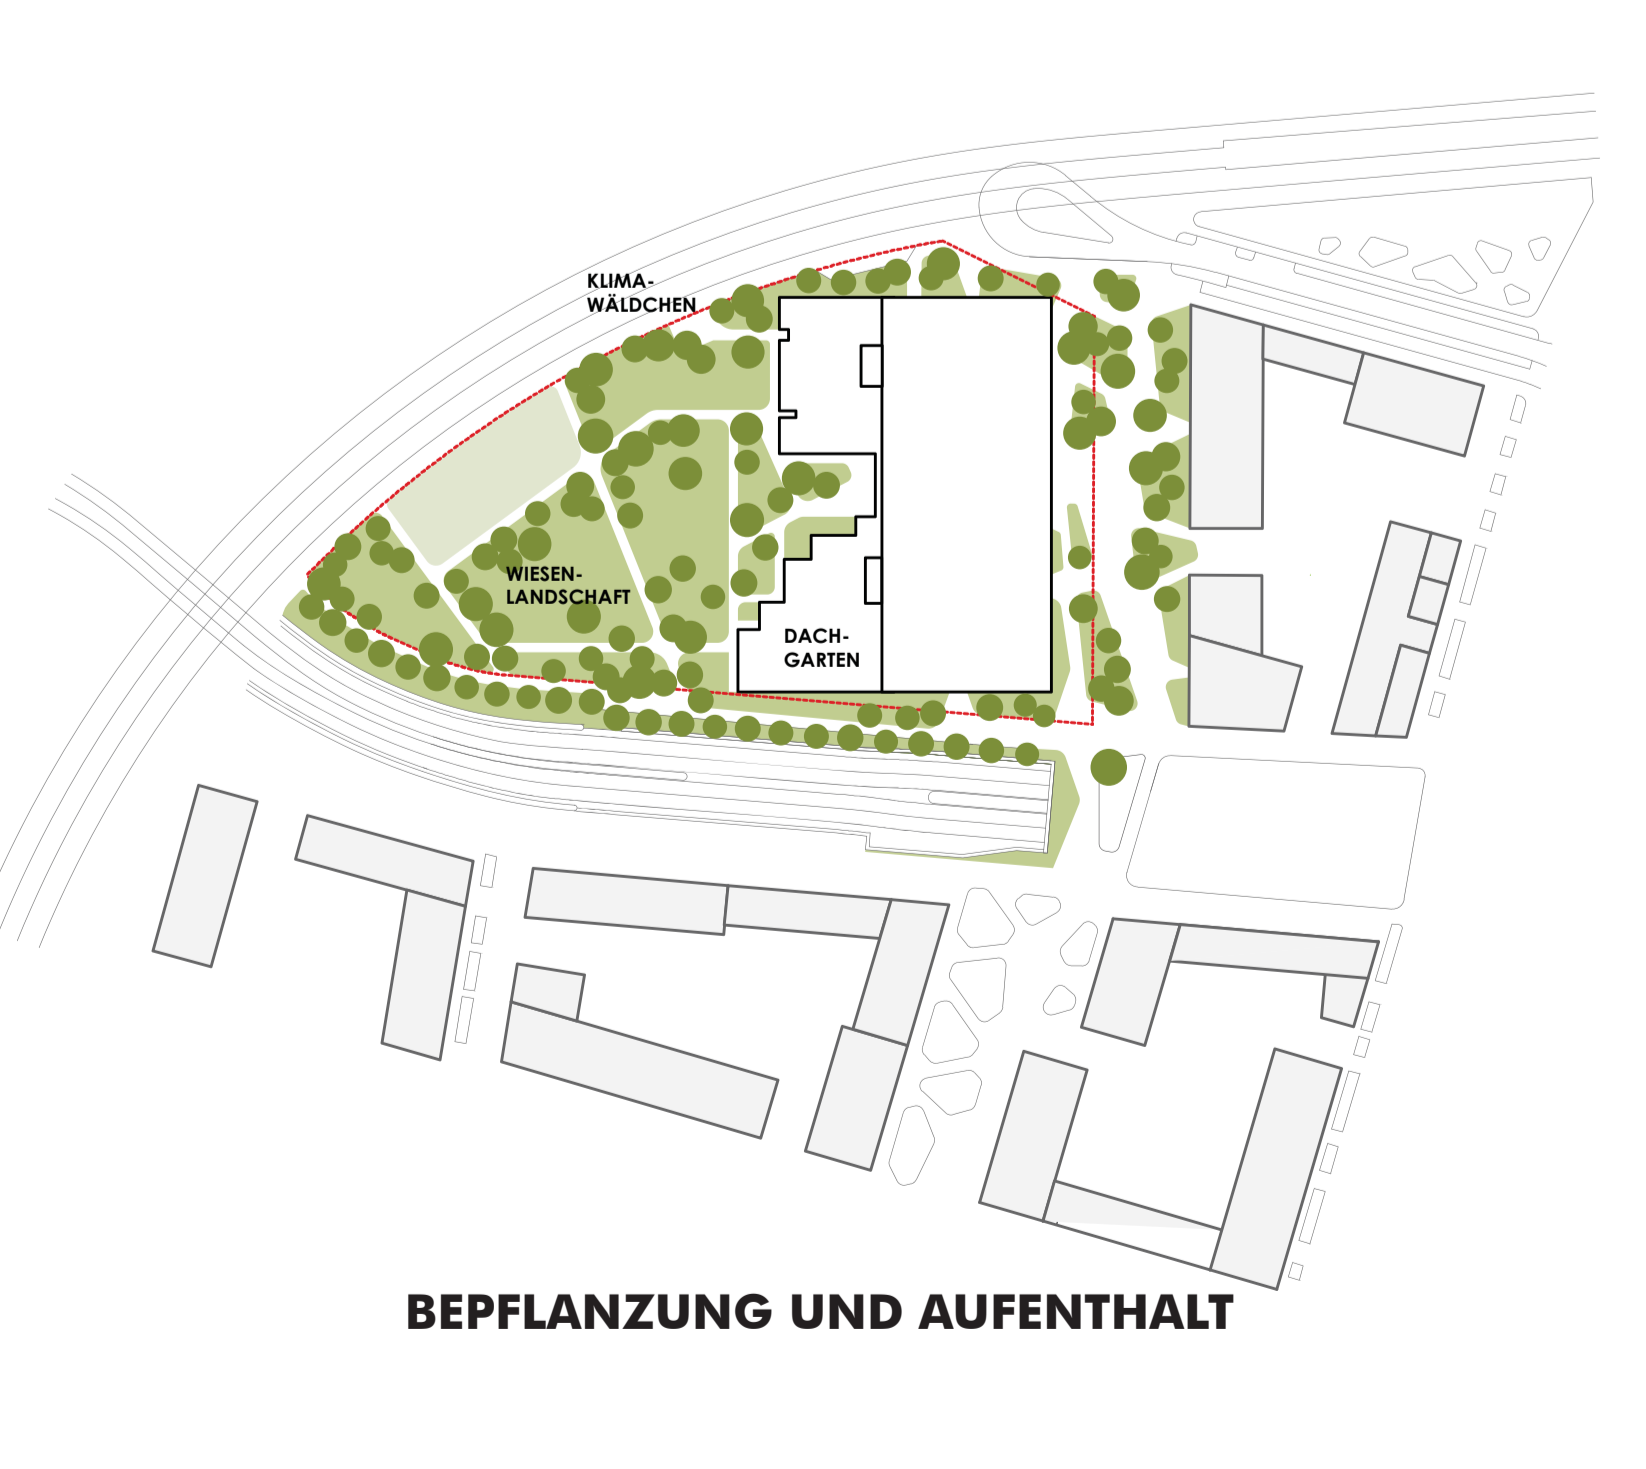 KLIMA-
WÄLDCHEN
WIESEN-
LANDSCHAFT
DACH-
GARTEN
BEPFLANZUNG UND AUFENTHALT